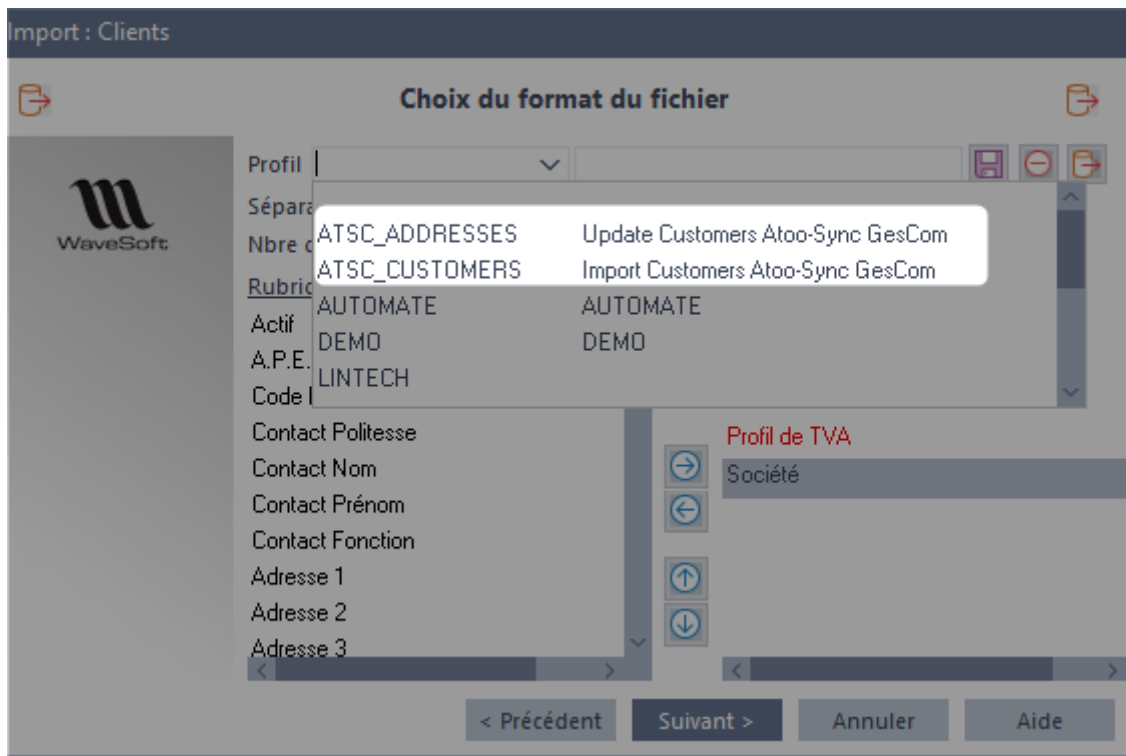 Import : Clients
Choix du format du fichier
WaveSoft
Profil
Sépara
ATSC_ADDRESSES Update Customers Atoo-Sync GesCom
Nbre d
ATSC_CUSTOMERS Import Customers Atoo-Sync GesCom
Rubric
AUTOMATE AUTOMATE
Actif
DEMO DEMO
A.P.E.
LINTECH
Code
Contact Politesse
Profil de TVA
Contact Nom
Société
Contact Prénom
Contact Fonction
Adresse 1
Adresse 2
Adresse 3
< Précédent Suivant > Annuler Aide